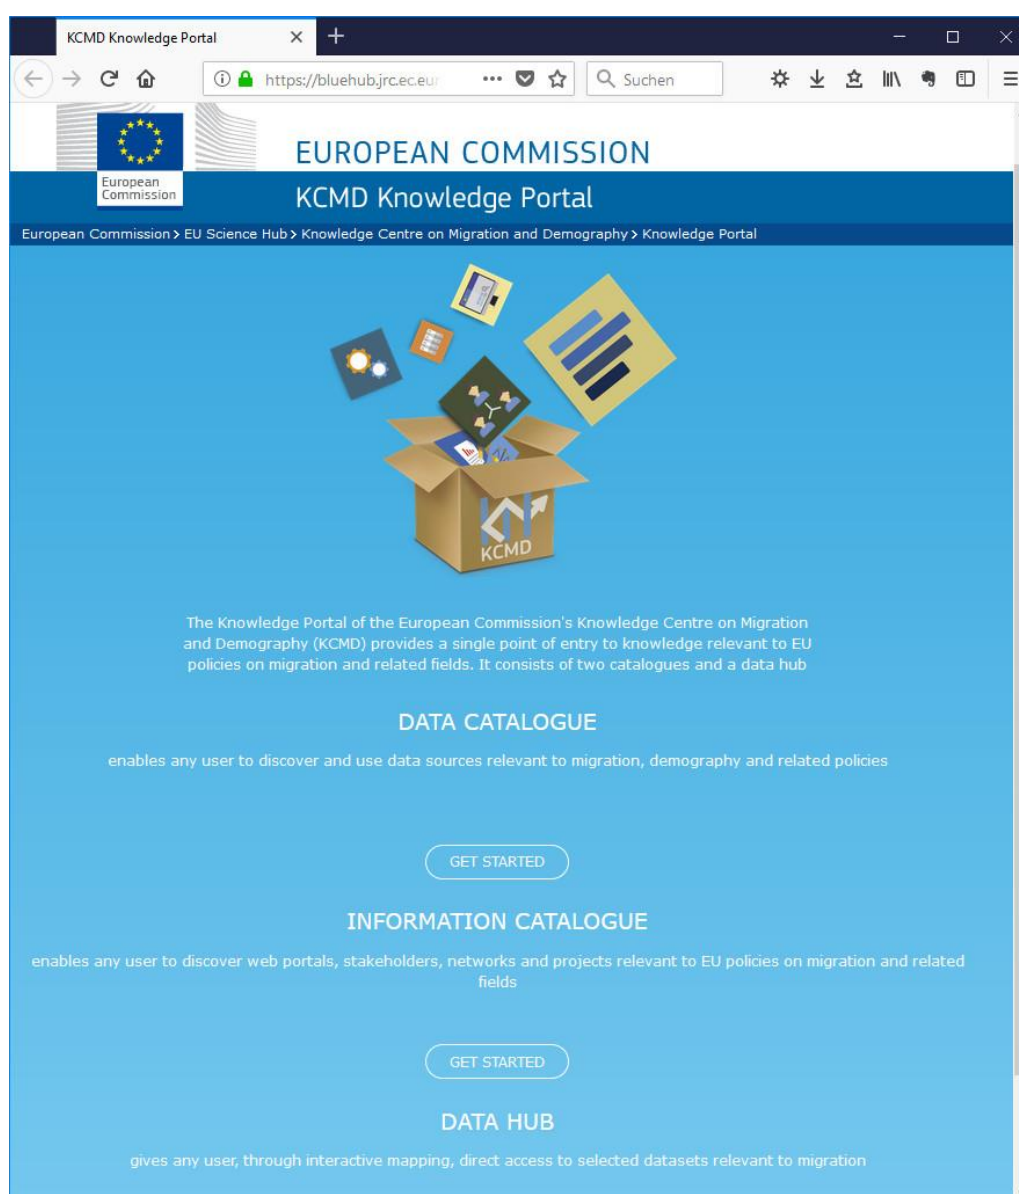 KCMD Knowledge Portal
https://bluehub.jrc.ec.eur
Suchen
European
Commission
EUROPEAN COMMISSION
KCMD Knowledge Portal
European Commission > EU Science Hub > Knowledge Centre on Migration and Demography > Knowledge Portal
KCMD
The Knowledge Portal of the European Commission's Knowledge Centre on Migration
and Demography (KCMD) provides a single point of entry to knowledge relevant to EU
policies on migration and related fields. It consists of two catalogues and a data hub
DATA CATALOGUE
enables any user to discover and use data sources relevant to migration, demography and related policies
GET STARTED
INFORMATION CATALOGUE
enables any user to discover web portals, stakeholders, networks and projects relevant to EU policies on migration and related
fields
GET STARTED
DATA HUB
gives any user, through interactive mapping, direct access to selected datasets relevant to migration